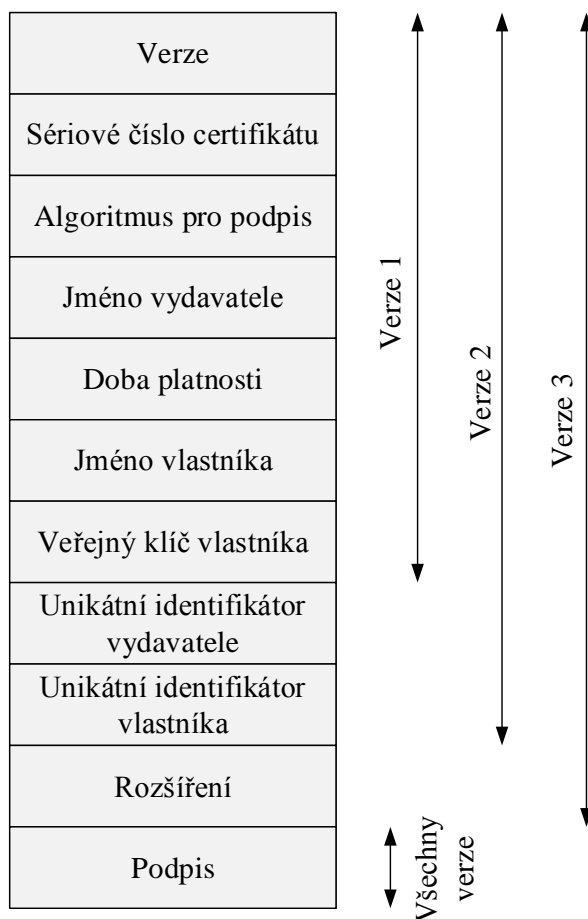 Verze
Sériové číslo certifikátu
Algoritmus pro podpis
Jméno vydavatele
Doba platnosti
Jméno vlastníka
Veřejný klíč vlastníka
Unikátní identifikátor
vydavatele
Unikátní identifikátor
vlastníka
Rozšíření
Podpis
Verze 1
Verze 2
Verze 3
Všechny
verze